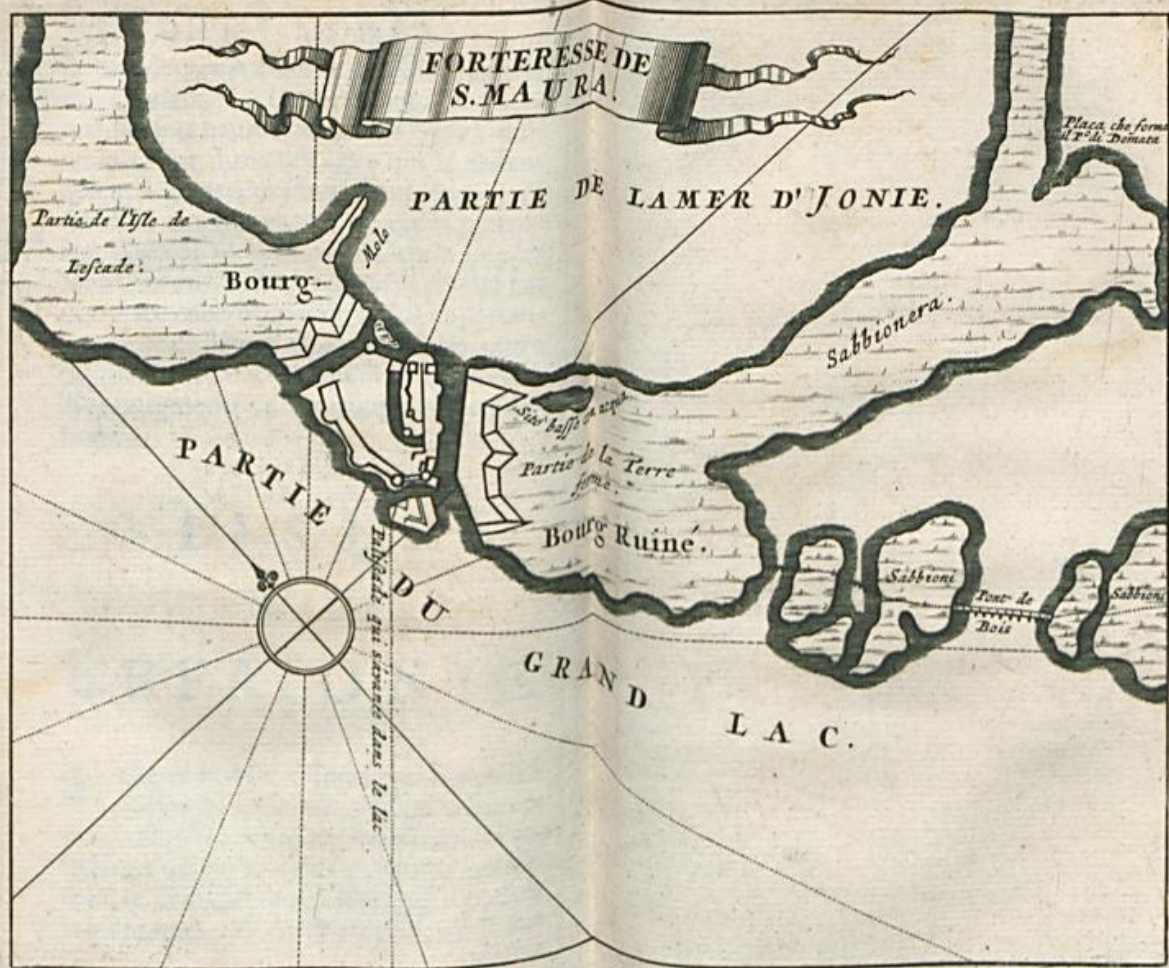 FORTERESSE DE
S. MAURA.
Placa che forma
il P.º di Demata
PARTIE DE LAMER D'JONIE.
Partie de l'Isle de
Lescade.
Molo
Bourg.
Sabbionera.
Sito basso con acqua
Partie de la Terre
ferme.
Bourg Ruiné.
PARTIE DU GRAND LAC.
Sabbioni
Pont de
Bois
Sabbioni
Palissade qui s'avance dans le lac.